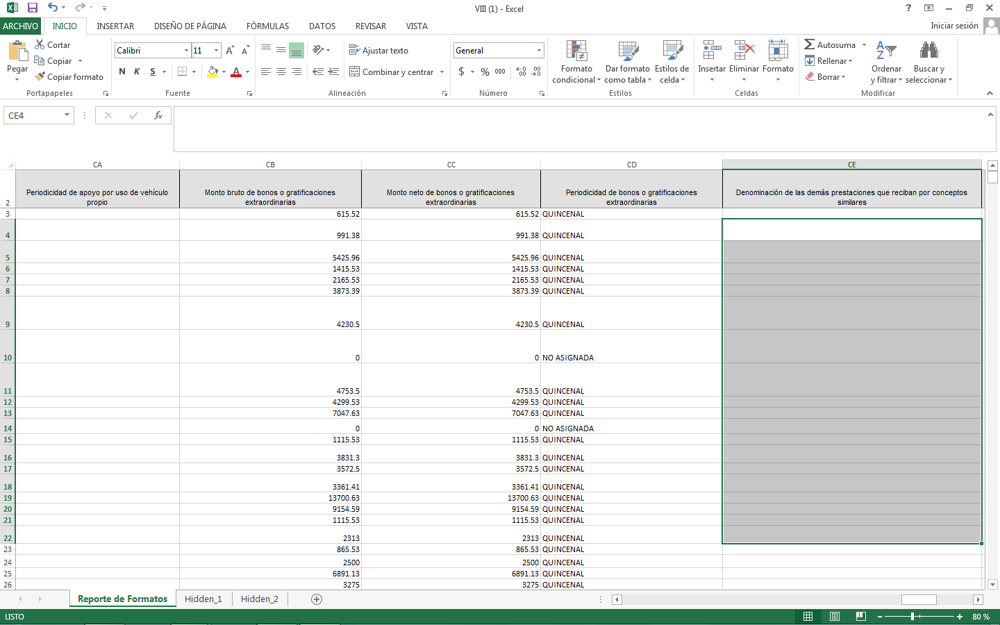 VIII (1) - Excel
ARCHIVO INICIO INSERTAR DISEÑO DE PÁGINA FÓRMULAS DATOS REVISAR VISTA Iniciar sesión
Pegar
Cortar
Copiar
Copiar formato
Portapapeles
Calibri 11
N K S
Fuente
Ajustar texto
Combinar y centrar
Alineación
General
$ % 000
Número
Formato condicional
Dar formato como tabla
Estilos de celda
Estilos
Insertar Eliminar Formato
Celdas
Autosuma
Rellenar
Borrar
Ordenar y filtrar
Buscar y seleccionar
Modificar
CE4 fx
CA CB CC CD CE
2 Periodicidad de apoyo por uso de vehículo propio Monto bruto de bonos o gratificaciones extraordinarias Monto neto de bonos o gratificaciones extraordinarias Periodicidad de bonos o gratificaciones extraordinarias Denominación de las demás prestaciones que reciban por conceptos similares
3 615.52 615.52 QUINCENAL
4 991.38 991.38 QUINCENAL
5 5425.96 5425.96 QUINCENAL
6 1415.53 1415.53 QUINCENAL
7 2165.53 2165.53 QUINCENAL
8 3873.39 3873.39 QUINCENAL
9 4230.5 4230.5 QUINCENAL
10 0 0 NO ASIGNADA
11 4753.5 4753.5 QUINCENAL
12 4299.53 4299.53 QUINCENAL
13 7047.63 7047.63 QUINCENAL
14 0 0 NO ASIGNADA
15 1115.53 1115.53 QUINCENAL
16 3831.3 3831.3 QUINCENAL
17 3572.5 3572.5 QUINCENAL
18 3361.41 3361.41 QUINCENAL
19 13700.63 13700.63 QUINCENAL
20 9154.59 9154.59 QUINCENAL
21 1115.53 1115.53 QUINCENAL
22 2313 2313 QUINCENAL
23 865.53 865.53 QUINCENAL
24 2500 2500 QUINCENAL
25 6891.13 6891.13 QUINCENAL
26 3275 3275 QUINCENAL
Reporte de Formatos Hidden_1 Hidden_2
LISTO 80 %